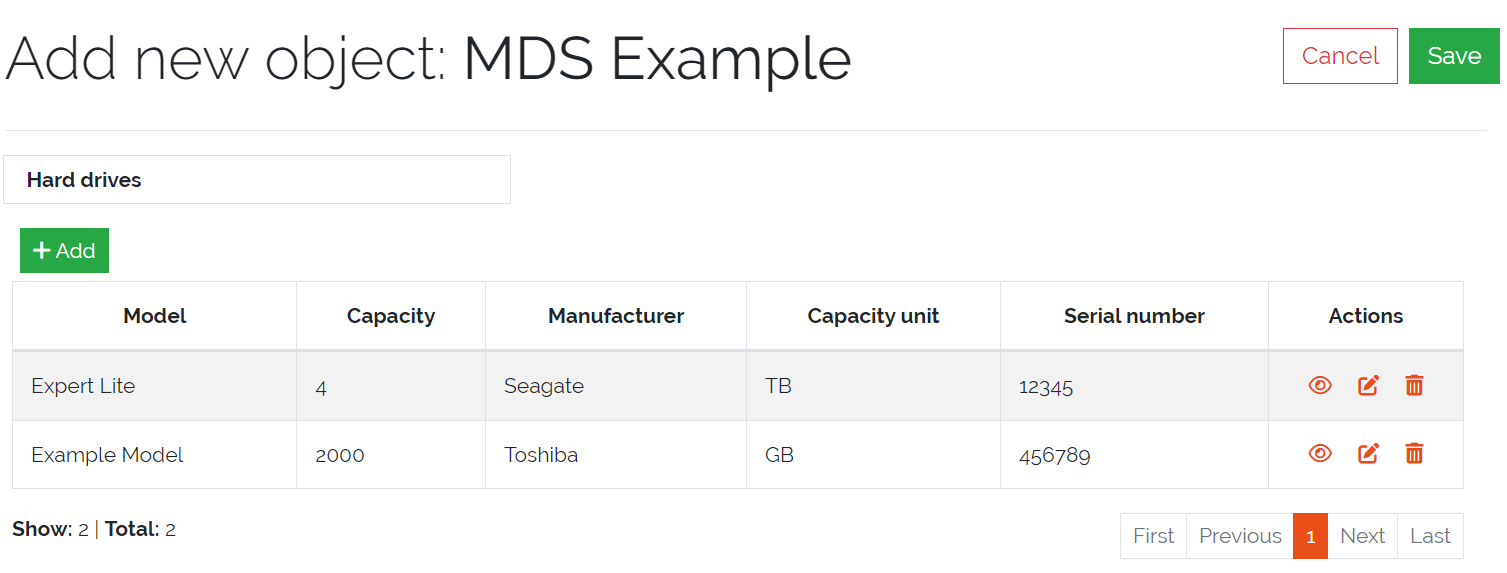 Add new object: MDS Example
Cancel Save
Hard drives
Add
Model Capacity Manufacturer Capacity unit Serial number Actions
Expert Lite 4 Seagate TB 12345
Example Model 2000 Toshiba GB 456789
Show: 2 | Total: 2
First Previous 1 Next Last